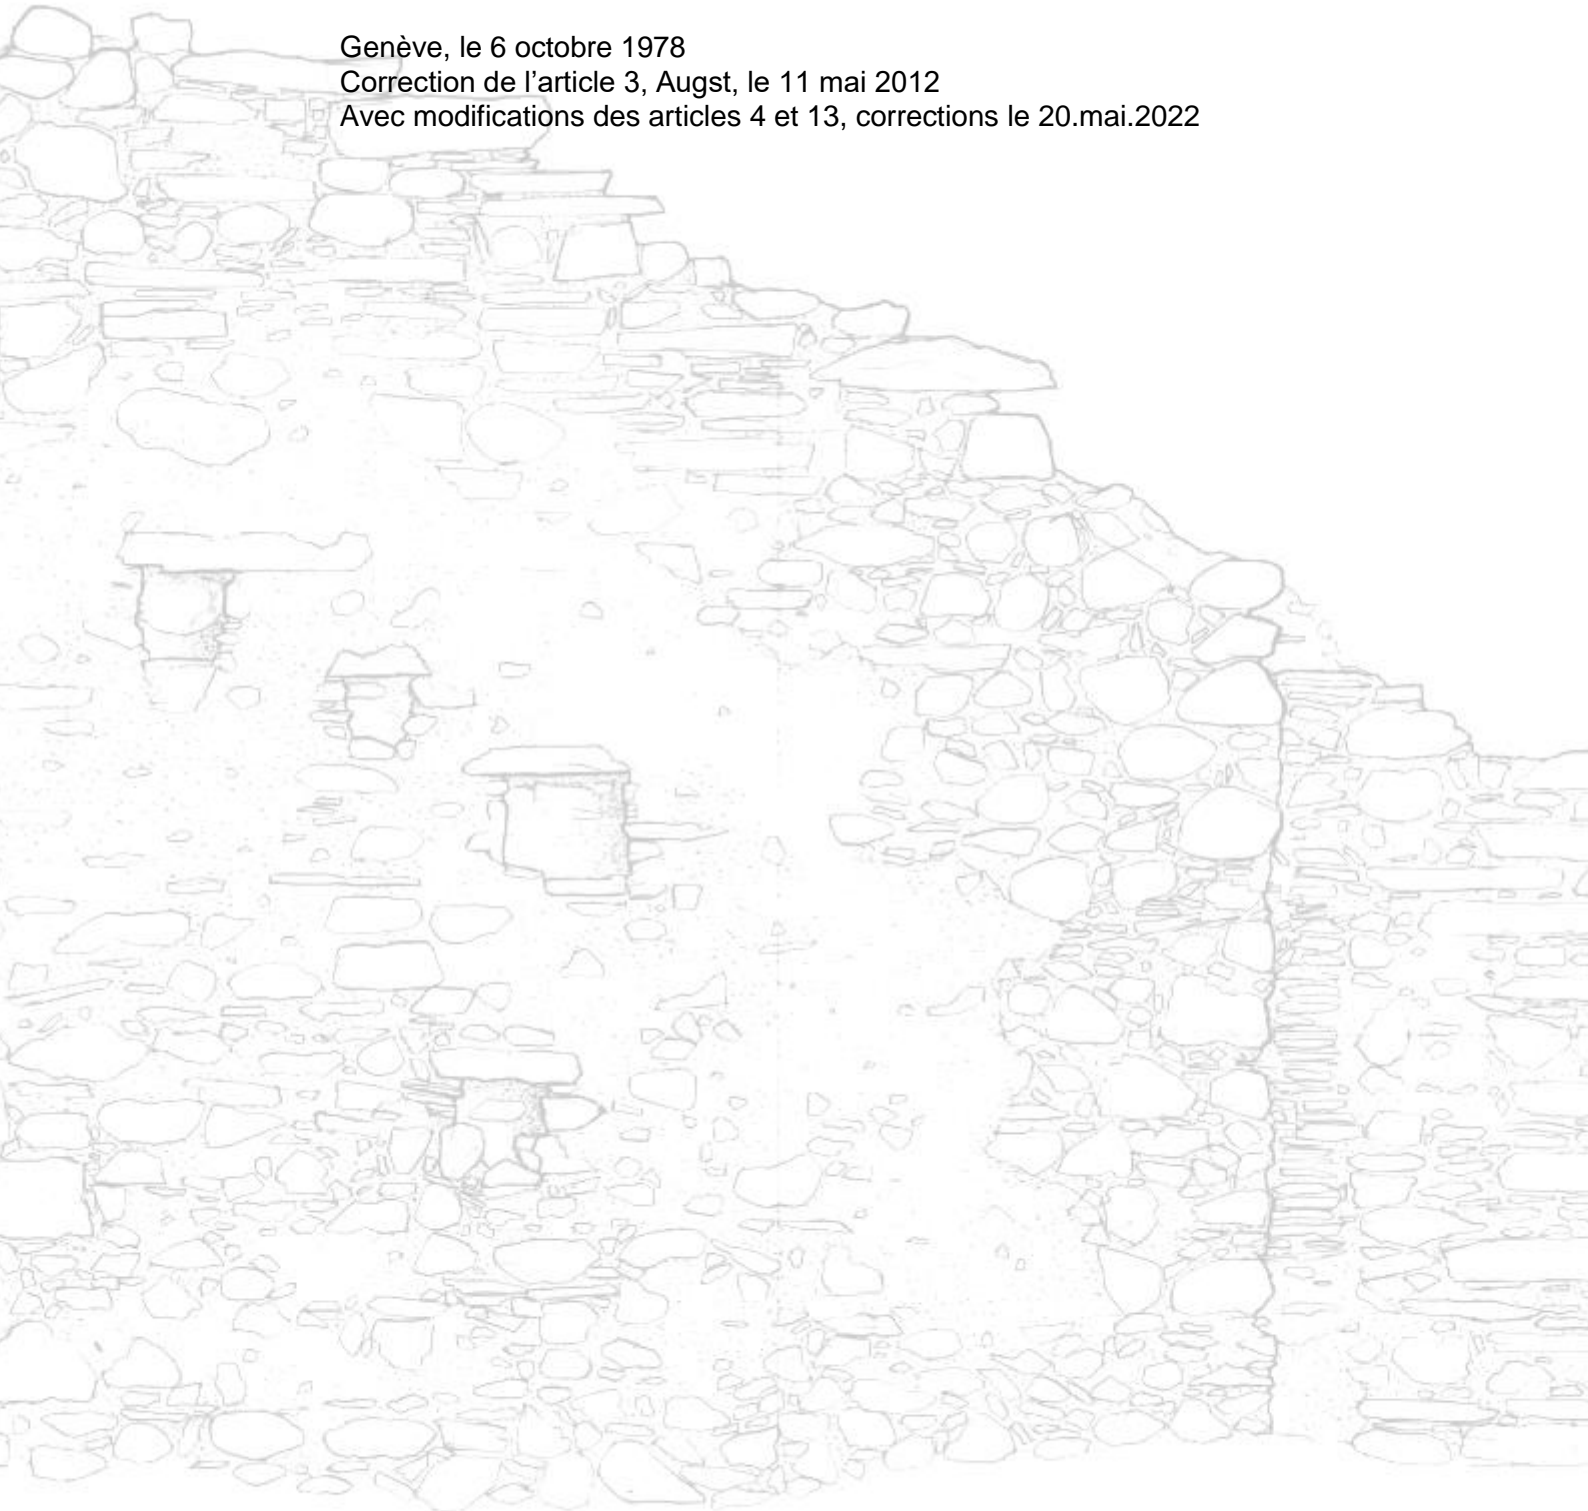 Genève, le 6 octobre 1978
Correction de l’article 3, Augst, le 11 mai 2012
Avec modifications des articles 4 et 13, corrections le 20.mai.2022